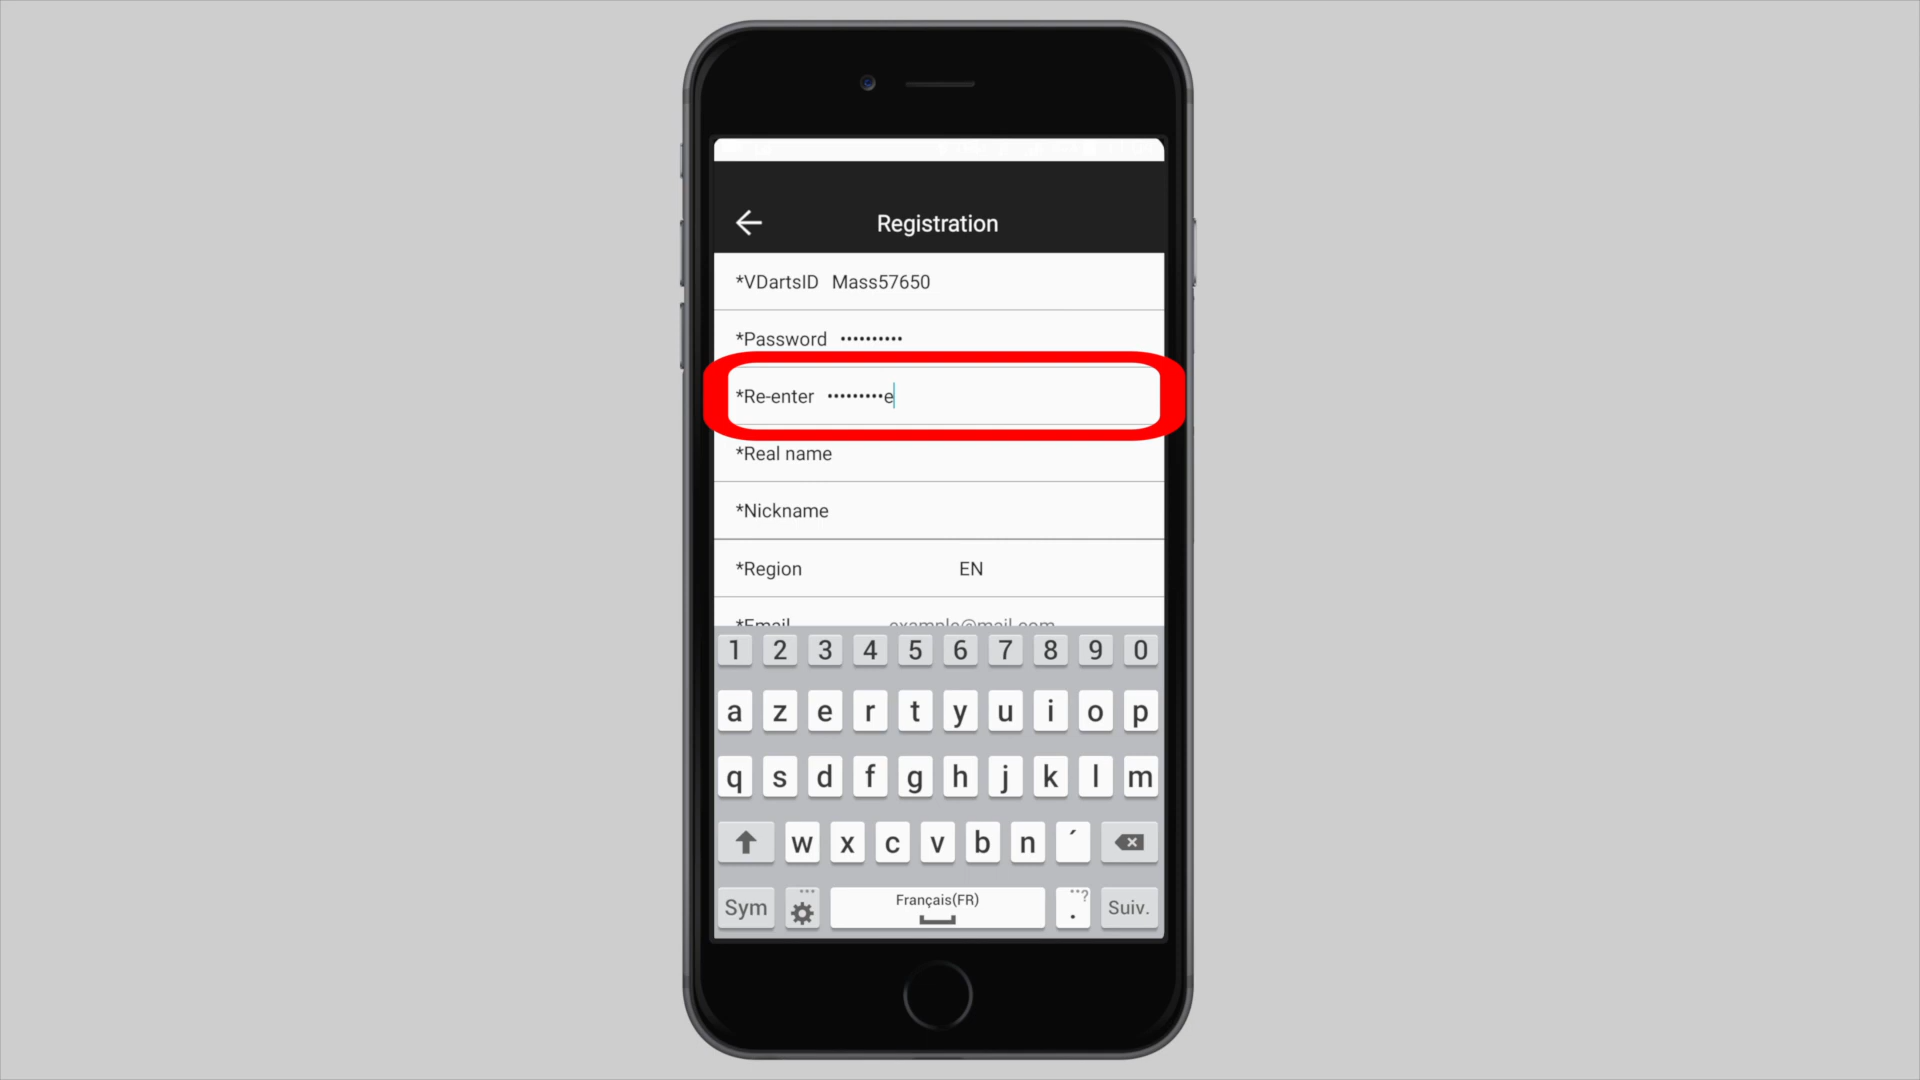 Registration
*VDartsID Mass57650
*Password ••••••••••
*Re-enter •••••••••e
*Real name
*Nickname
*Region EN
*Email example@mail.com
1 2 3 4 5 6 7 8 9 0
a z e r t y u i o p
q s d f g h j k l m
w x c v b n ´
Sym Français(FR) . ? Suiv.